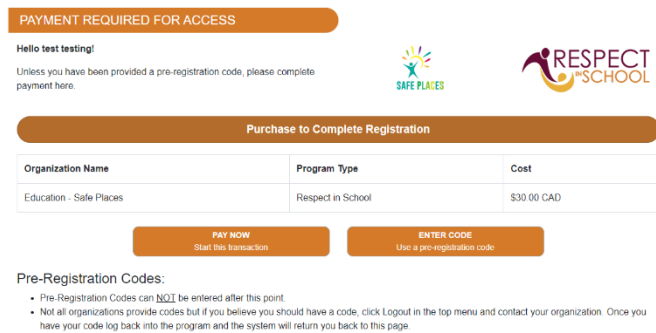 PAYMENT REQUIRED FOR ACCESS
Hello test testing!
Unless you have been provided a pre-registration code, please complete
payment here.
SAFE PLACES
RESPECT
IN SCHOOL
Purchase to Complete Registration
Organization Name Program Type Cost
Education - Safe Places Respect in School $30.00 CAD
PAY NOW ENTER CODE
Start this transaction Use a pre-registration code
Pre-Registration Codes:
• Pre-Registration Codes can NOT be entered after this point.
• Not all organizations provide codes but if you believe you should have a code, click Logout in the top menu and contact your organization. Once you
have your code log back into the program and the system will return you back to this page.